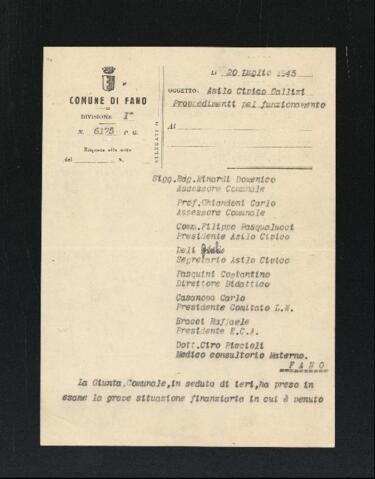 COMUNE DI FANO
DIVISIONE Iª
N. 6175 P. G.
Risposta alla nota
del N.
ALLEGATI N.
Lì 20 Luglio 1945
OGGETTO: Asilo Civico Gallizi
Provvedimenti pel funzionamento
Al
Sigg.Rag.Minardi Domenico
Assessore Comunale
Prof.Ghiandoni Carlo
Assessore Comunale
Comm.Filippo Pasqualucci
Presidente Asilo Civico
Deli Giulio
Segretario Asilo Civico
Pasquini Costantino
Direttore Didattico
Casanova Carlo
Presidente Comitato L.N.
Bracci Raffaele
Presidente E.C.A.
Dott.Ciro Piccioli
Medico consultorio Materno.
FANO
La Giunta,Comunale,in seduta di ieri,ha preso in
esame la grave situazione finanziaria in cui è venuto